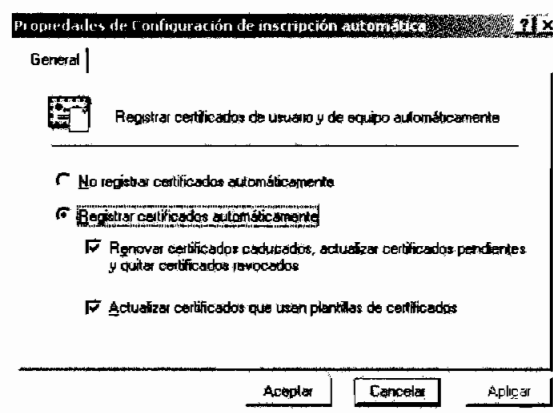 Propiedades de Configuración de inscripción automática ? ×
General
Registrar certificados de usuario y de equipo automáticamente
No registrar certificados automáticamente
Registrar certificados automáticamente
Renovar certificados caducados, actualizar certificados pendientes
y quitar certificados revocados
Actualizar certificados que usen plantillas de certificados
Aceptar Cancelar Aplicar